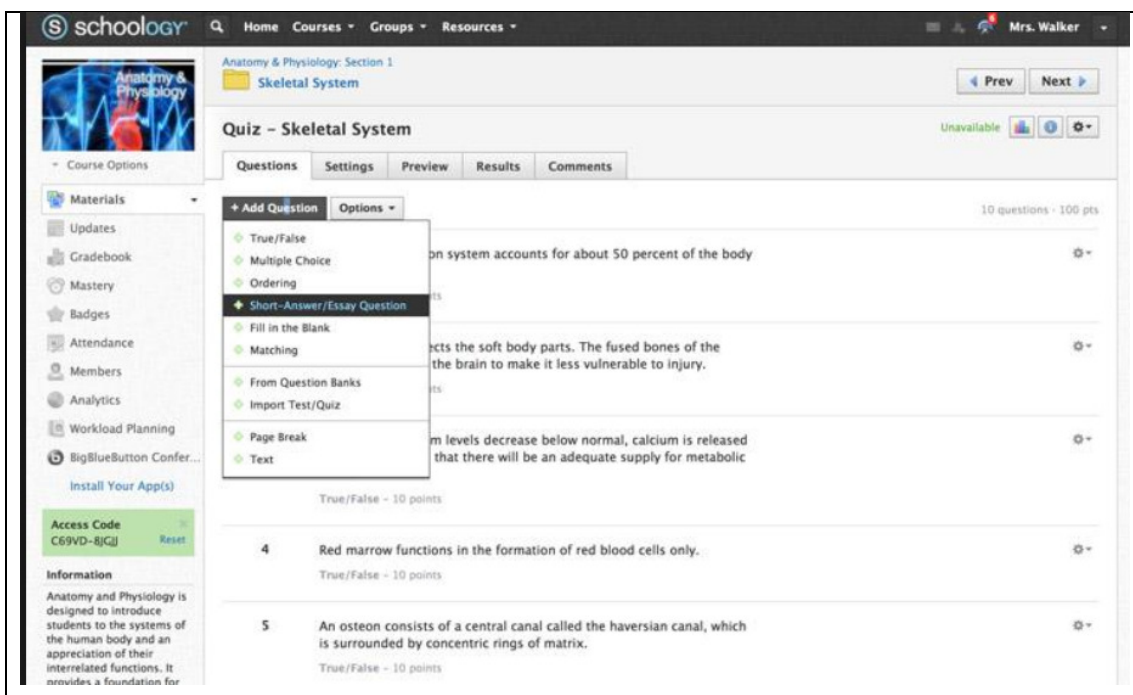 S schoology Home Courses Groups Resources 6 Mrs. Walker
Anatomy & Physiology
Course Options
Materials
Updates
Gradebook
Mastery
Badges
Attendance
Members
Analytics
Workload Planning
BigBlueButton Confer...
Install Your App(s)
Access Code
C69VD-8JGJJ Reset
Information
Anatomy and Physiology is
designed to introduce
students to the systems of
the human body and an
appreciation of their
interrelated functions. It
provides a foundation for
Anatomy & Physiology: Section 1
Skeletal System
Prev Next
Quiz - Skeletal System
Unavailable
Questions Settings Preview Results Comments
+ Add Question Options
10 questions · 100 pts
True/False
Multiple Choice
Ordering
Short-Answer/Essay Question
Fill in the Blank
Matching
From Question Banks
Import Test/Quiz
Page Break
Text
on system accounts for about 50 percent of the body
ts
ects the soft body parts. The fused bones of the
the brain to make it less vulnerable to injury.
ts
m levels decrease below normal, calcium is released
that there will be an adequate supply for metabolic
True/False - 10 points
4 Red marrow functions in the formation of red blood cells only.
True/False - 10 points
5 An osteon consists of a central canal called the haversian canal, which
is surrounded by concentric rings of matrix.
True/False - 10 points